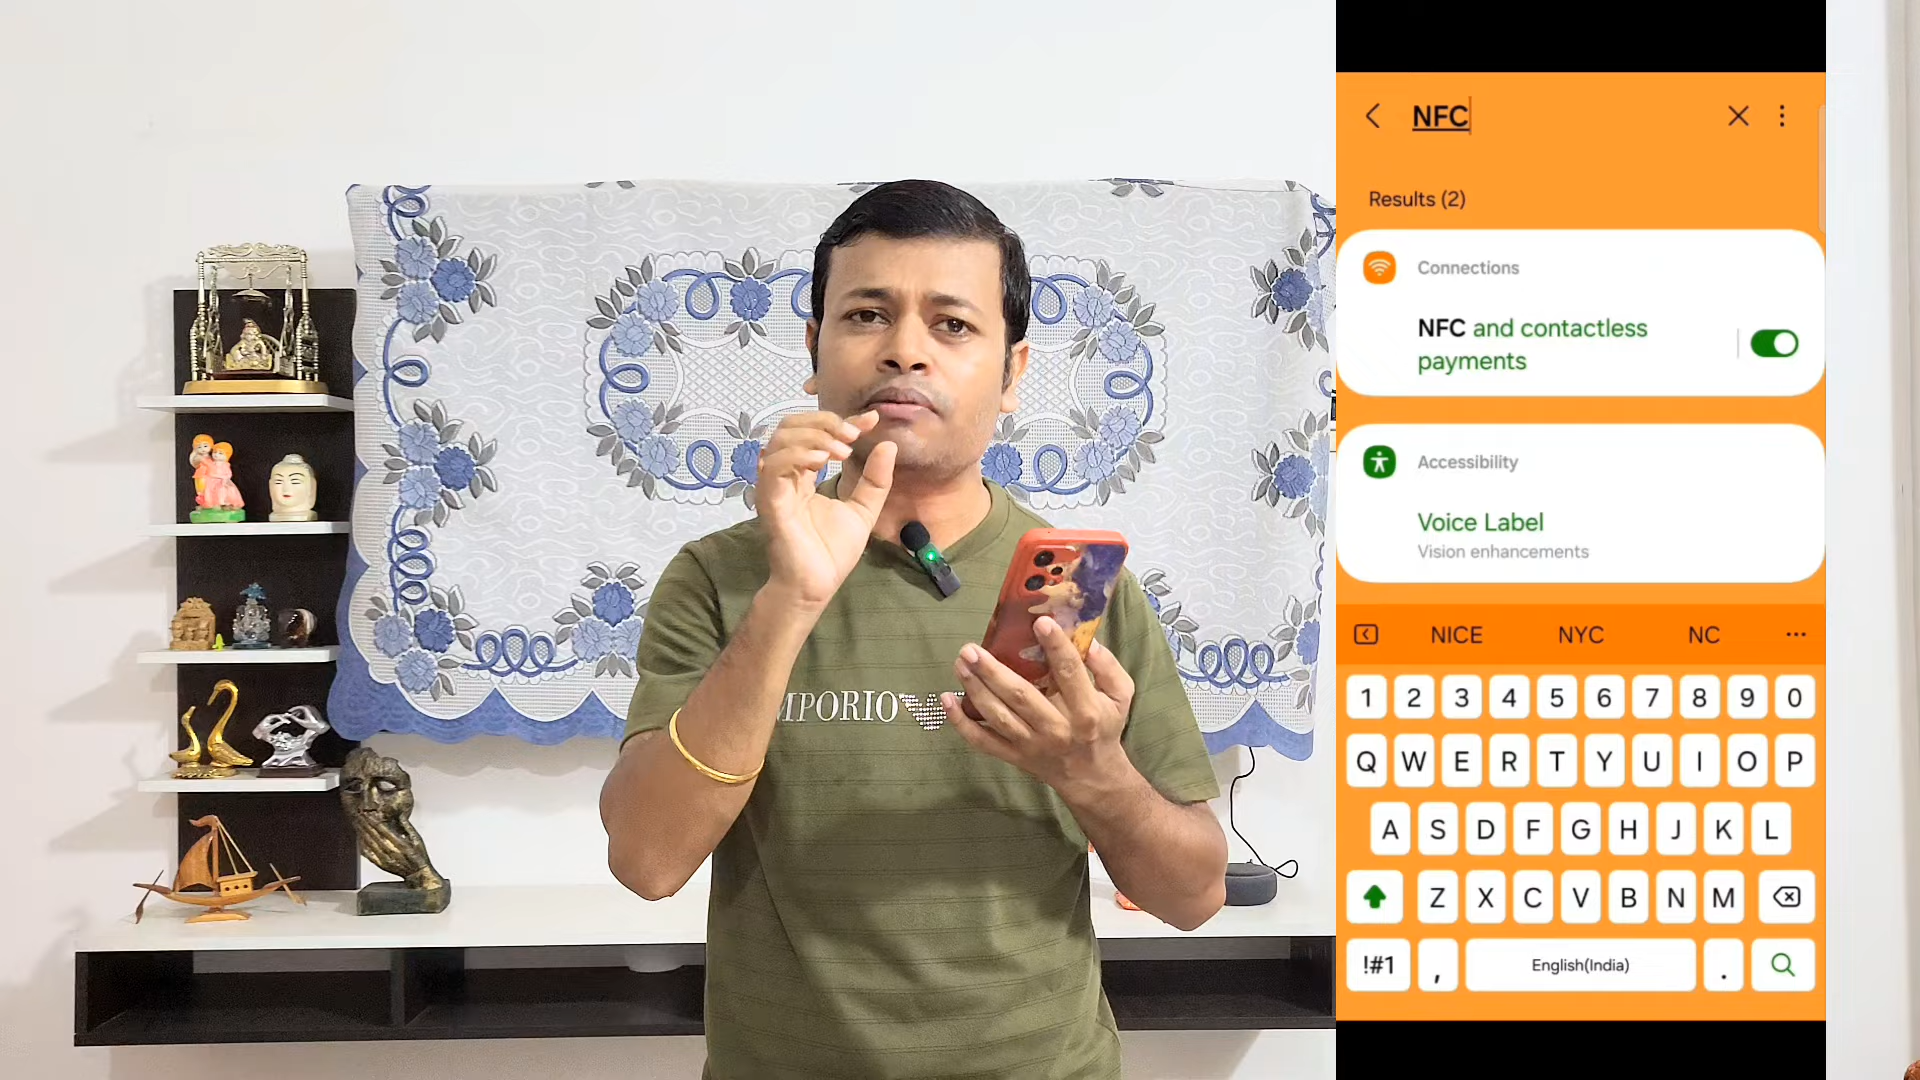 NFC
Results (2)
Connections
NFC and contactless
payments
Accessibility
Voice Label
Vision enhancements
NICE NYC NC
1 2 3 4 5 6 7 8 9 0
Q W E R T Y U I O P
A S D F G H J K L
Z X C V B N M
!#1 , English(India) .
MPORIO